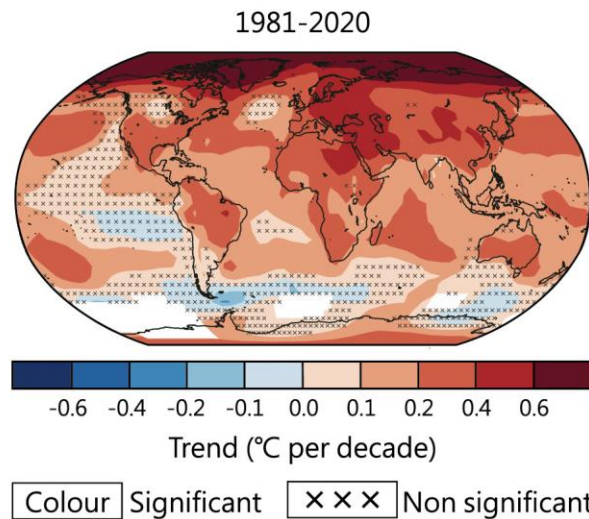 1981-2020
-0.6 -0.4 -0.2 -0.1 0.0 0.1 0.2 0.4 0.6
Trend (°C per decade)
Colour Significant ××× Non significant